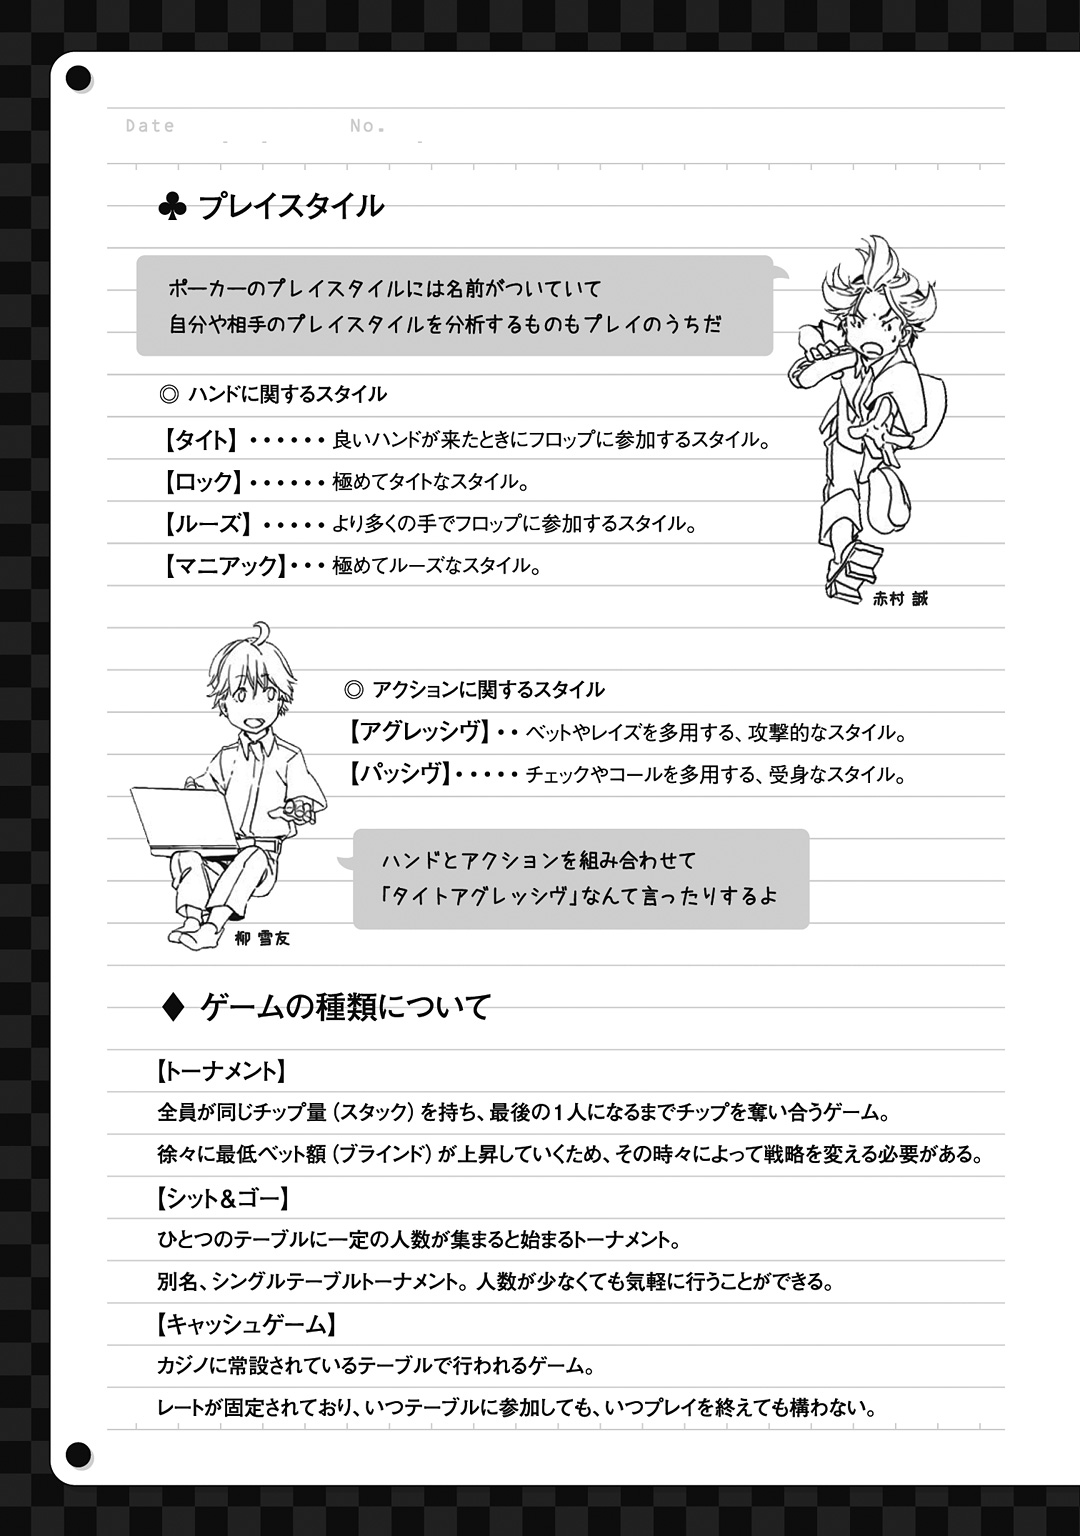 Date No.
♣ プレイスタイル
ポーカーのプレイスタイルには名前がついていて
自分や相手のプレイスタイルを分析するものもプレイのうちだ
◎ ハンドに関するスタイル
【タイト】・・・・・・良いハンドが来たときにフロップに参加するスタイル。
【ロック】・・・・・・極めてタイトなスタイル。
【ルーズ】・・・・・より多くの手でフロップに参加するスタイル。
【マニアック】・・・極めてルーズなスタイル。
赤村 誠
◎ アクションに関するスタイル
【アグレッシヴ】・・ベットやレイズを多用する、攻撃的なスタイル。
【パッシヴ】・・・・・チェックやコールを多用する、受身なスタイル。
ハンドとアクションを組み合わせて
「タイトアグレッシヴ」なんて言ったりするよ
柳 雪友
♦ ゲームの種類について
【トーナメント】
全員が同じチップ量（スタック）を持ち、最後の1人になるまでチップを奪い合うゲーム。
徐々に最低ベット額（ブラインド）が上昇していくため、その時々によって戦略を変える必要がある。
【シット&ゴー】
ひとつのテーブルに一定の人数が集まると始まるトーナメント。
別名、シングルテーブルトーナメント。人数が少なくても気軽に行うことができる。
【キャッシュゲーム】
カジノに常設されているテーブルで行われるゲーム。
レートが固定されており、いつテーブルに参加しても、いつプレイを終えても構わない。